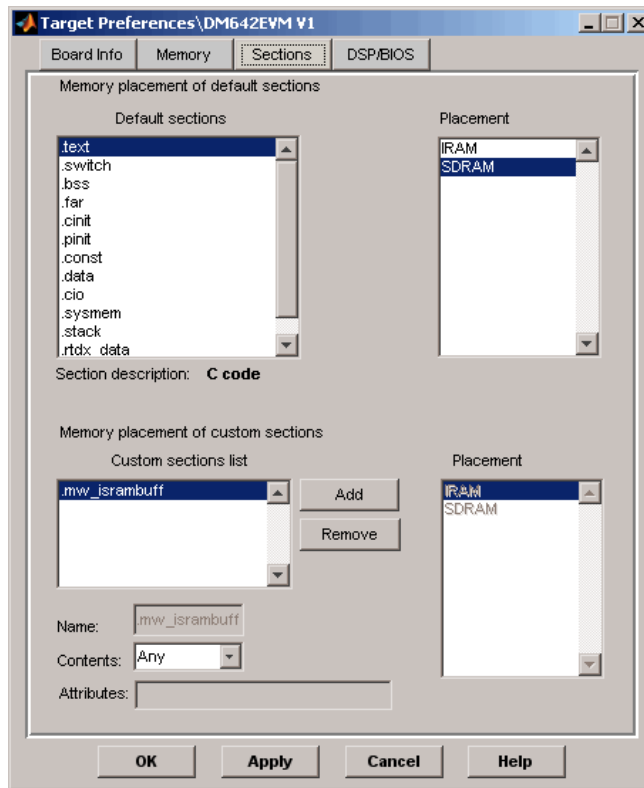 Target Preferences\DM642EVM V1
Board Info Memory Sections DSP/BIOS
Memory placement of default sections
Default sections
.text
.switch
.bss
.far
.cinit
.pinit
.const
.data
.cio
.sysmem
.stack
.rtdx_data
Placement
IRAM
SDRAM
Section description: C code
Memory placement of custom sections
Custom sections list
.mw_isrambuff
Add
Remove
Placement
IRAM
SDRAM
Name: .mw_isrambuff
Contents: Any
Attributes:
OK Apply Cancel Help